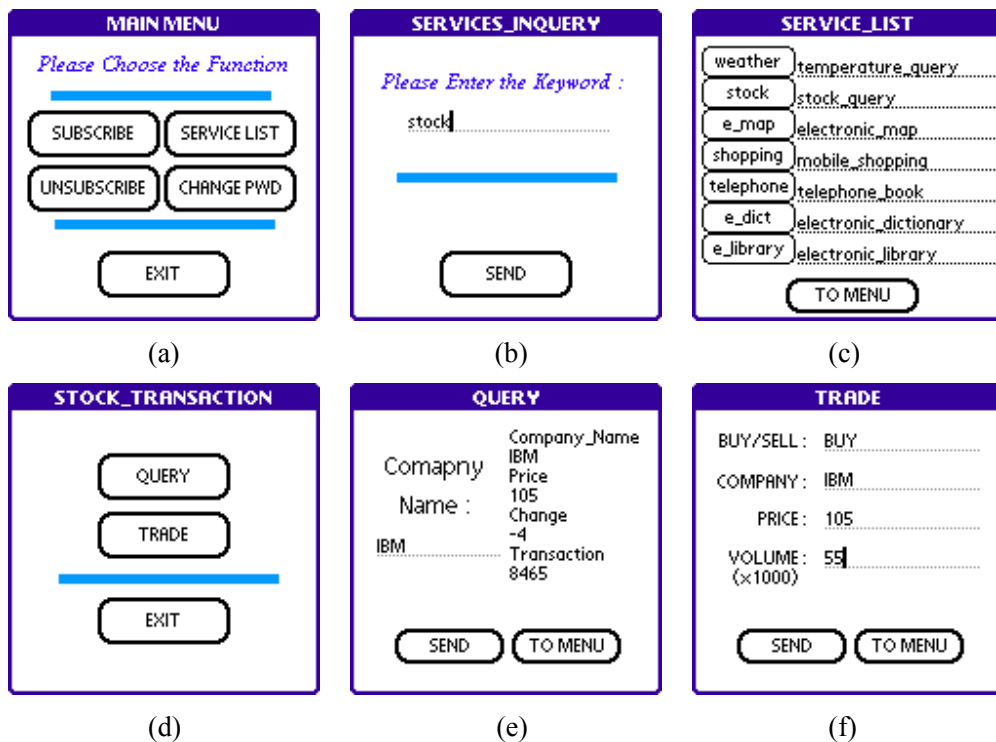 MAIN MENU
Please Choose the Function
SUBSCRIBE SERVICE LIST
UNSUBSCRIBE CHANGE PWD
EXIT
(a)
SERVICES_INQUERY
Please Enter the Keyword :
stock
SEND
(b)
SERVICE_LIST
weather temperature_query
stock stock_query
e_map electronic_map
shopping mobile_shopping
telephone telephone_book
e_dict electronic_dictionary
e_library electronic_library
TO MENU
(c)
STOCK_TRANSACTION
QUERY
TRADE
EXIT
(d)
QUERY
Comapny
Name :
IBM
Company_Name
IBM
Price
105
Change
-4
Transaction
8465
SEND TO MENU
(e)
TRADE
BUY/SELL : BUY
COMPANY : IBM
PRICE : 105
VOLUME : 55
(×1000)
SEND TO MENU
(f)